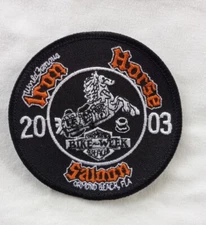 World Famous
Iron Horse
20 03
BIKE WEEK
Saloon
ORMOND BEACH, FLA